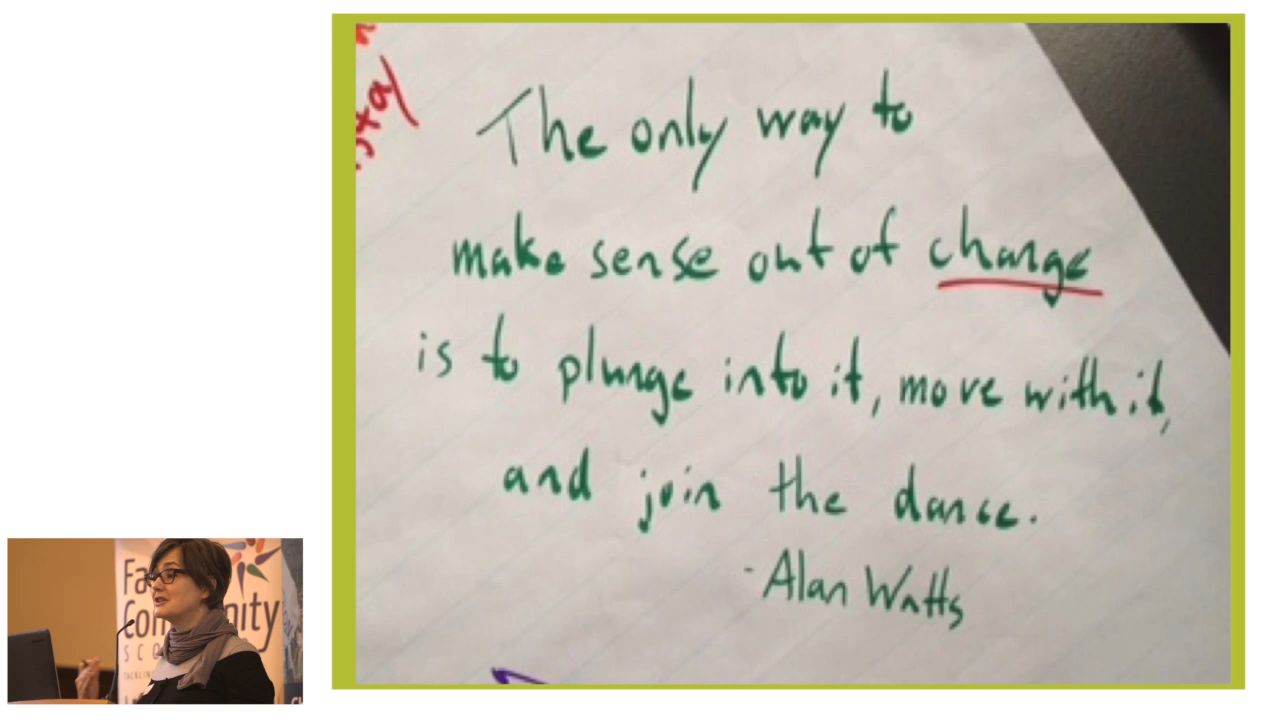 The only way to
make sense out of change
is to plunge into it, move with it,
and join the dance.
- Alan Watts